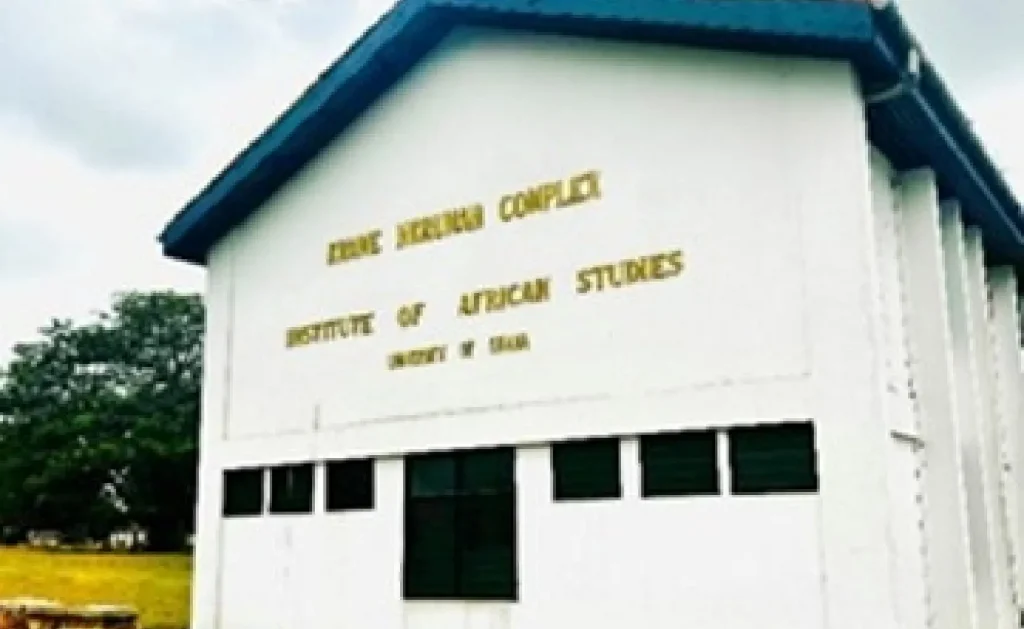 KWAME NKRUMAH COMPLEX
INSTITUTE OF AFRICAN STUDIES
UNIVERSITY OF GHANA